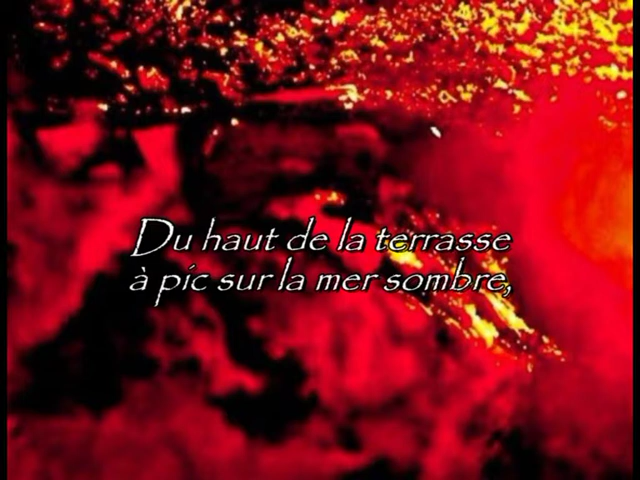 Du haut de la terrasse
à pic sur la mer sombre,